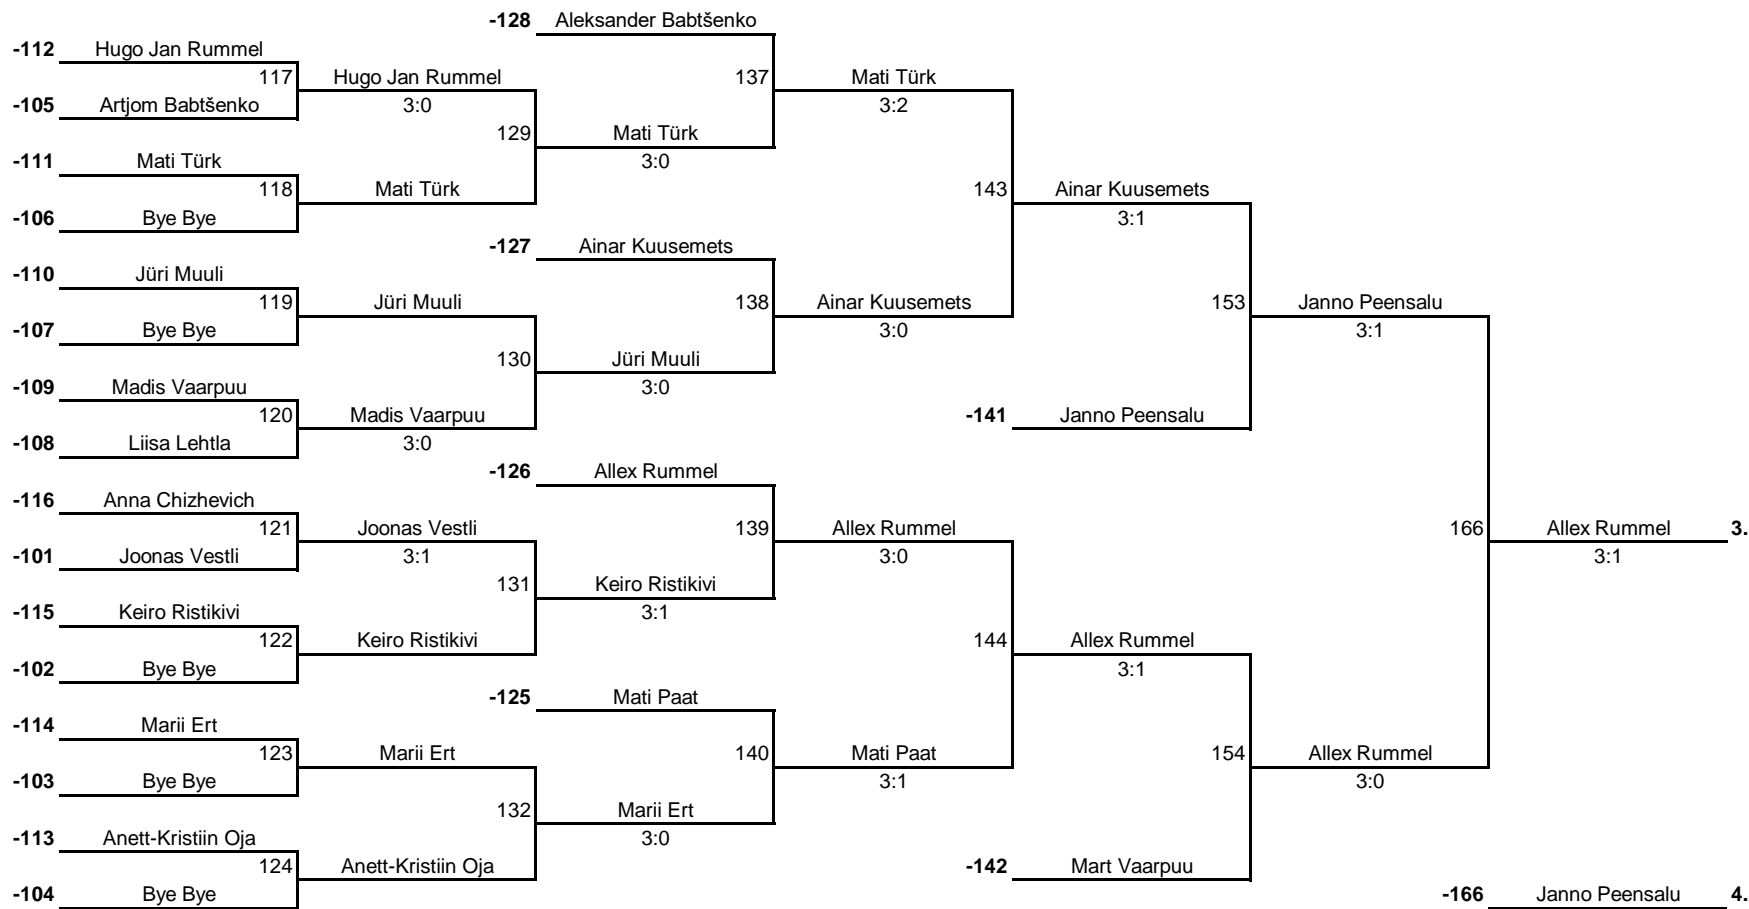 -128 Aleksander Babtšenko
-112 Hugo Jan Rummel
117 Hugo Jan Rummel 137 Mati Türk
-105 Artjom Babtšenko 3:0 3:2
129 Mati Türk
-111 Mati Türk 3:0
118 Mati Türk 143 Ainar Kuusemets
-106 Bye Bye 3:1
-127 Ainar Kuusemets
-110 Jüri Muuli
119 Jüri Muuli 138 Ainar Kuusemets 153 Janno Peensalu
-107 Bye Bye 3:0 3:1
130 Jüri Muuli
-109 Madis Vaarpuu 3:0
120 Madis Vaarpuu -141 Janno Peensalu
-108 Liisa Lehtla 3:0
-126 Allex Rummel
-116 Anna Chizhevich
121 Joonas Vestli 139 Allex Rummel 166 Allex Rummel 3.
-101 Joonas Vestli 3:1 3:0 3:1
131 Keiro Ristikivi
-115 Keiro Ristikivi 3:1
122 Keiro Ristikivi 144 Allex Rummel
-102 Bye Bye 3:1
-125 Mati Paat
-114 Marii Ert
123 Marii Ert 140 Mati Paat 154 Allex Rummel
-103 Bye Bye 3:1 3:0
132 Marii Ert
-113 Anett-Kristiin Oja 3:0
124 Anett-Kristiin Oja -142 Mart Vaarpuu
-104 Bye Bye -166 Janno Peensalu 4.